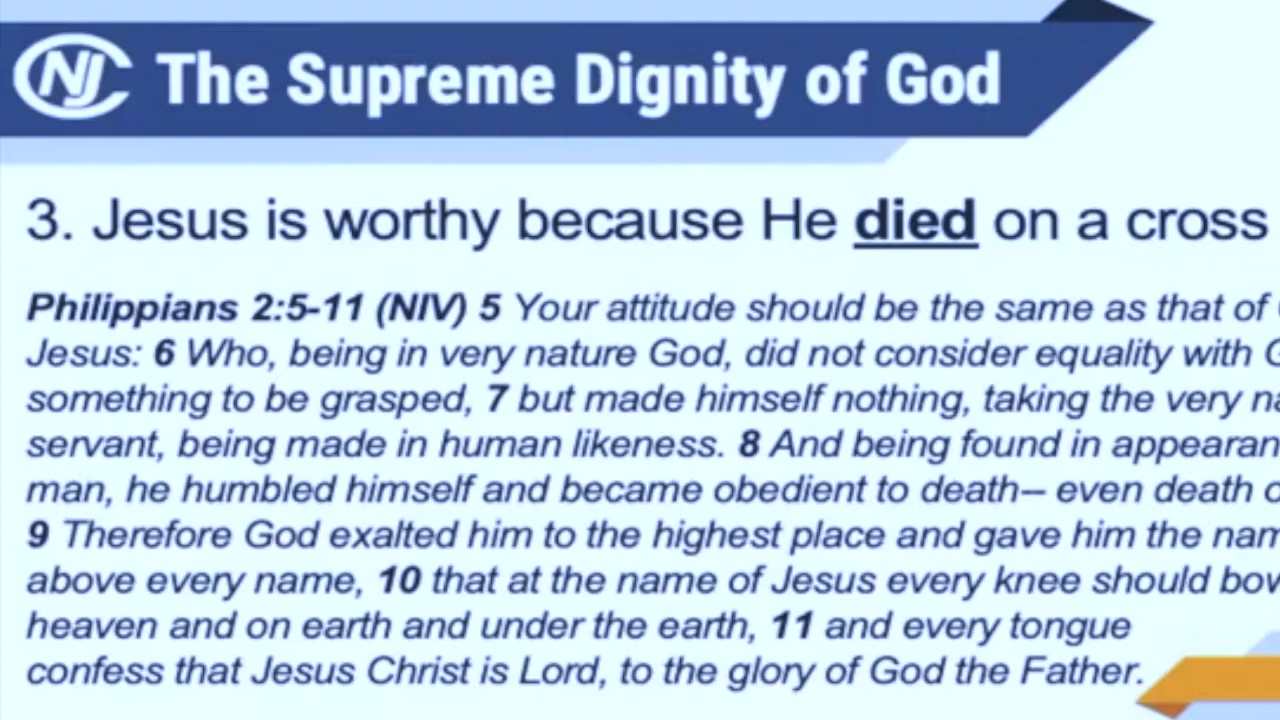 NJC The Supreme Dignity of God
3. Jesus is worthy because He died on a cross
Philippians 2:5-11 (NIV) 5 Your attitude should be the same as that of
Jesus: 6 Who, being in very nature God, did not consider equality with
something to be grasped, 7 but made himself nothing, taking the very
servant, being made in human likeness. 8 And being found in appearan
man, he humbled himself and became obedient to death– even death
9 Therefore God exalted him to the highest place and gave him the nam
above every name, 10 that at the name of Jesus every knee should bow
heaven and on earth and under the earth, 11 and every tongue
confess that Jesus Christ is Lord, to the glory of God the Father.